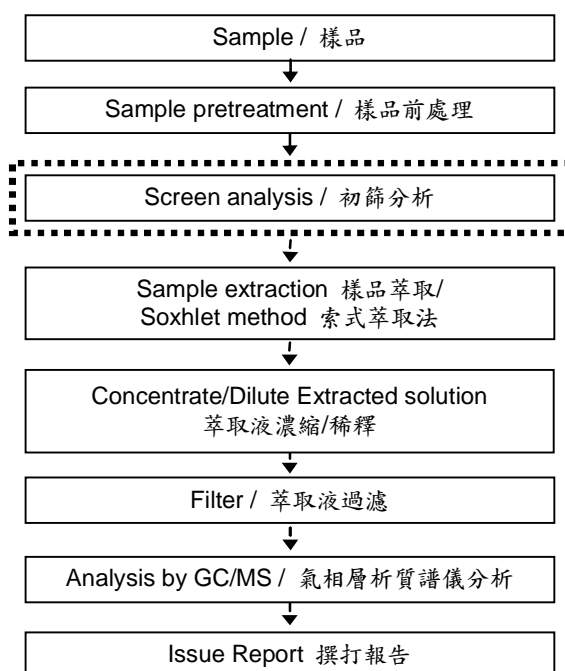 Sample / 樣品
Sample pretreatment / 樣品前處理
Screen analysis / 初篩分析
Sample extraction 樣品萃取/
Soxhlet method 索式萃取法
Concentrate/Dilute Extracted solution
萃取液濃縮/稀釋
Filter / 萃取液過濾
Analysis by GC/MS / 氣相層析質譜儀分析
Issue Report 撰打報告